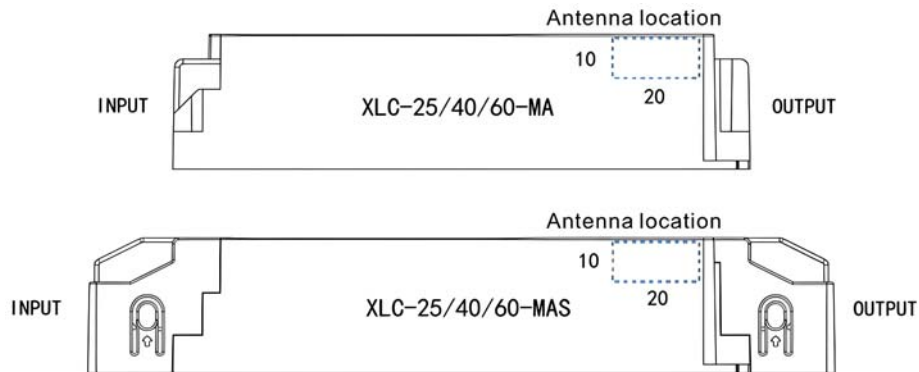 Antenna location
10
20
INPUT
XLC-25/40/60-MA
OUTPUT
Antenna location
10
20
INPUT
XLC-25/40/60-MAS
OUTPUT